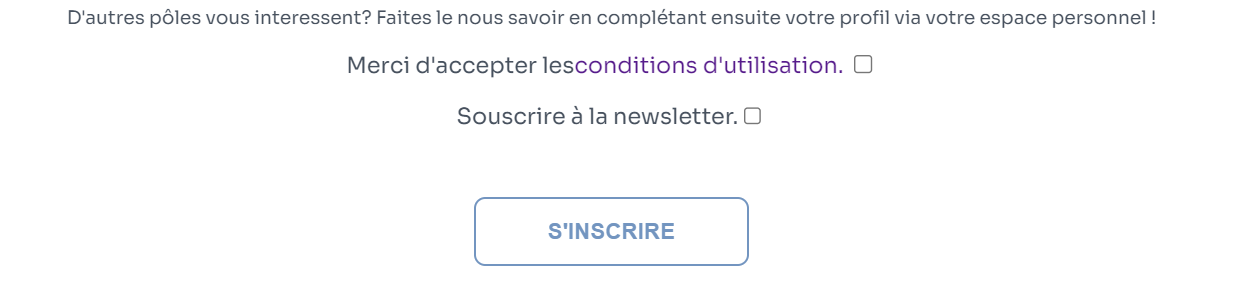 D'autres pôles vous interessent? Faites le nous savoir en complétant ensuite votre profil via votre espace personnel !
Merci d'accepter lesconditions d'utilisation.
Souscrire à la newsletter.
S'INSCRIRE